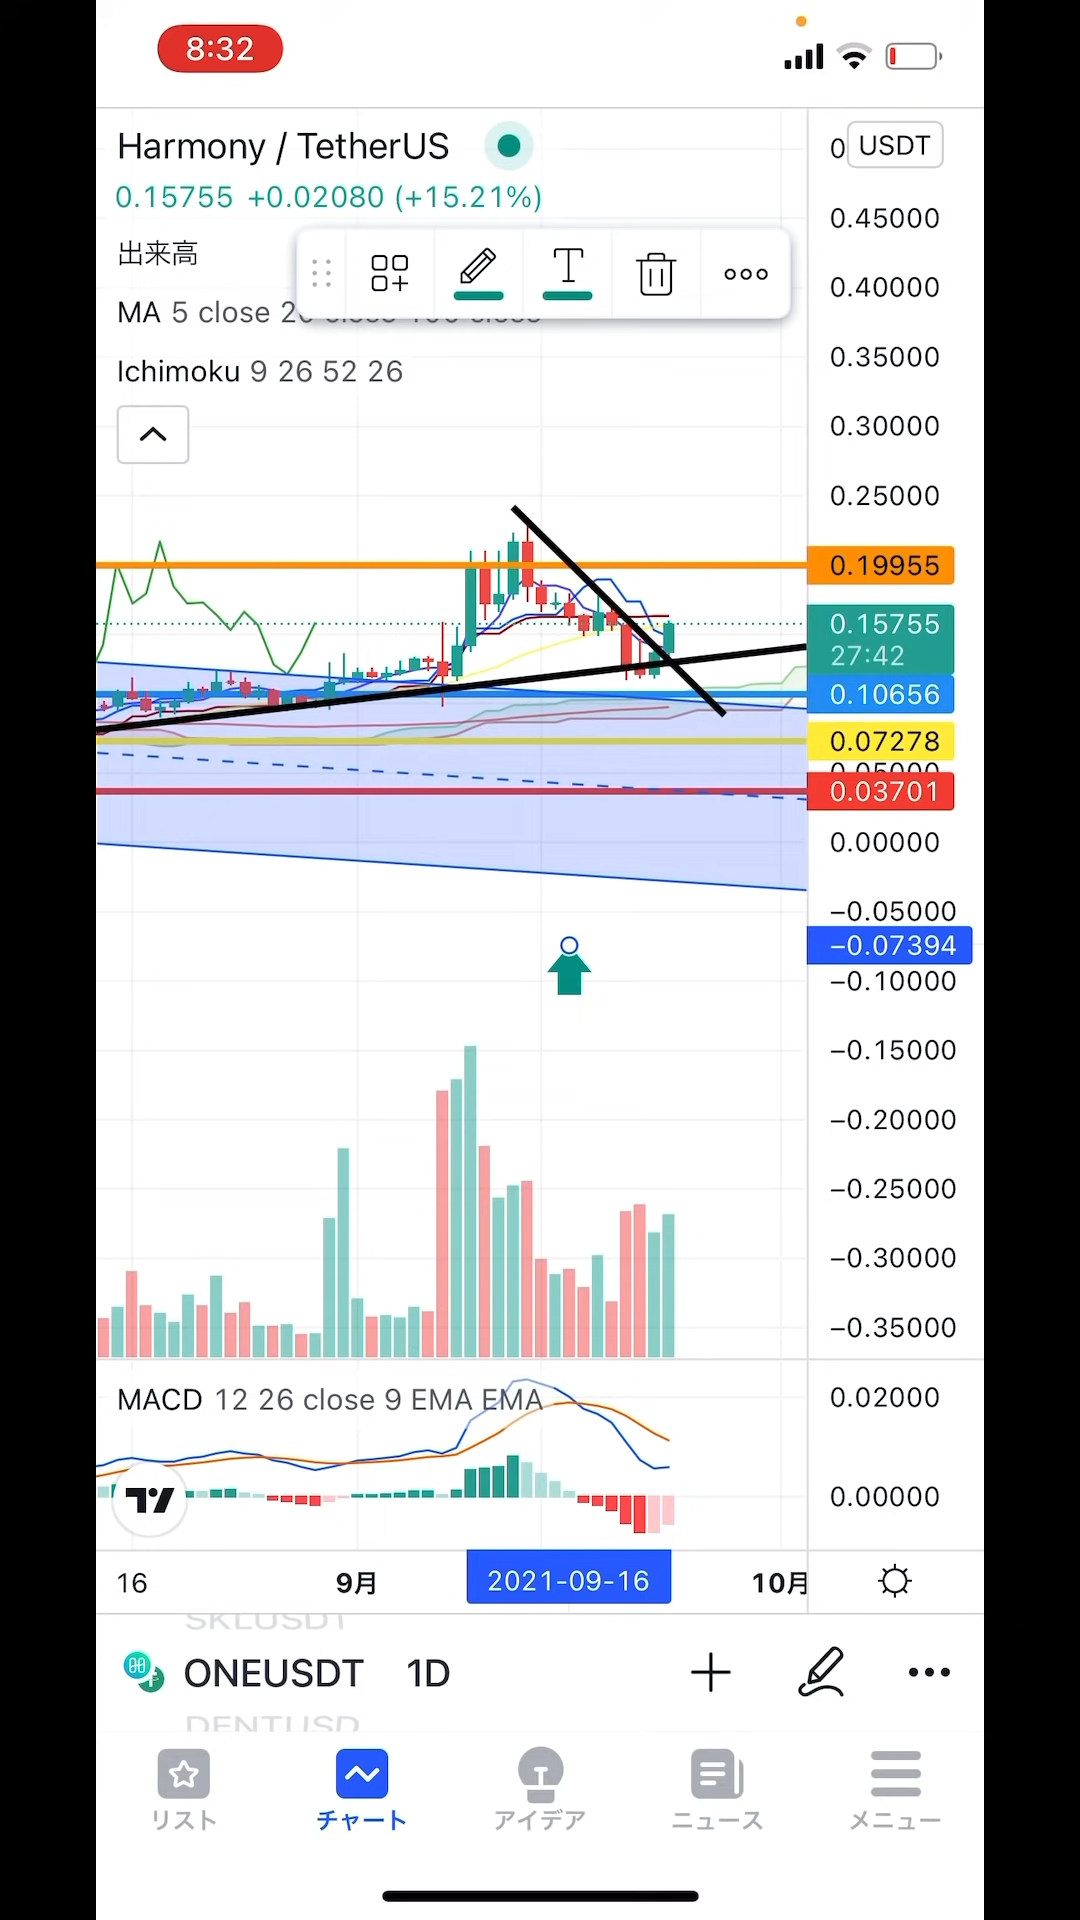 8:32
Harmony / TetherUS
0.15755 +0.02080 (+15.21%)
出来高
MA 5 close
Ichimoku 9 26 52 26
USDT
0.45000
0.40000
0.35000
0.30000
0.25000
0.19955
0.15755
27:42
0.10656
0.07278
0.05000
0.03701
0.00000
−0.05000
−0.07394
−0.10000
−0.15000
−0.20000
−0.25000
−0.30000
−0.35000
MACD 12 26 close 9 EMA EMA
0.02000
0.00000
16
9月
2021-09-16
10月
SKLUSDT
ONEUSDT 1D
DENTUSD
リスト
チャート
アイデア
ニュース
メニュー